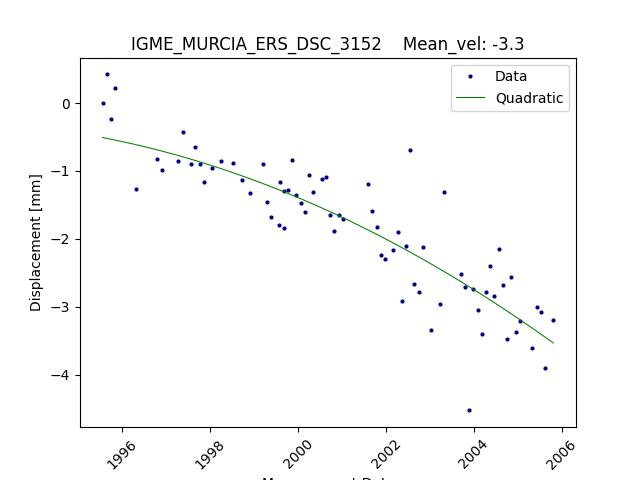 IGME_MURCIA_ERS_DSC_3152    Mean_vel: -3.3
Data
Quadratic
Displacement [mm]
0
−1
−2
−3
−4
1996
1998
2000
2002
2004
2006